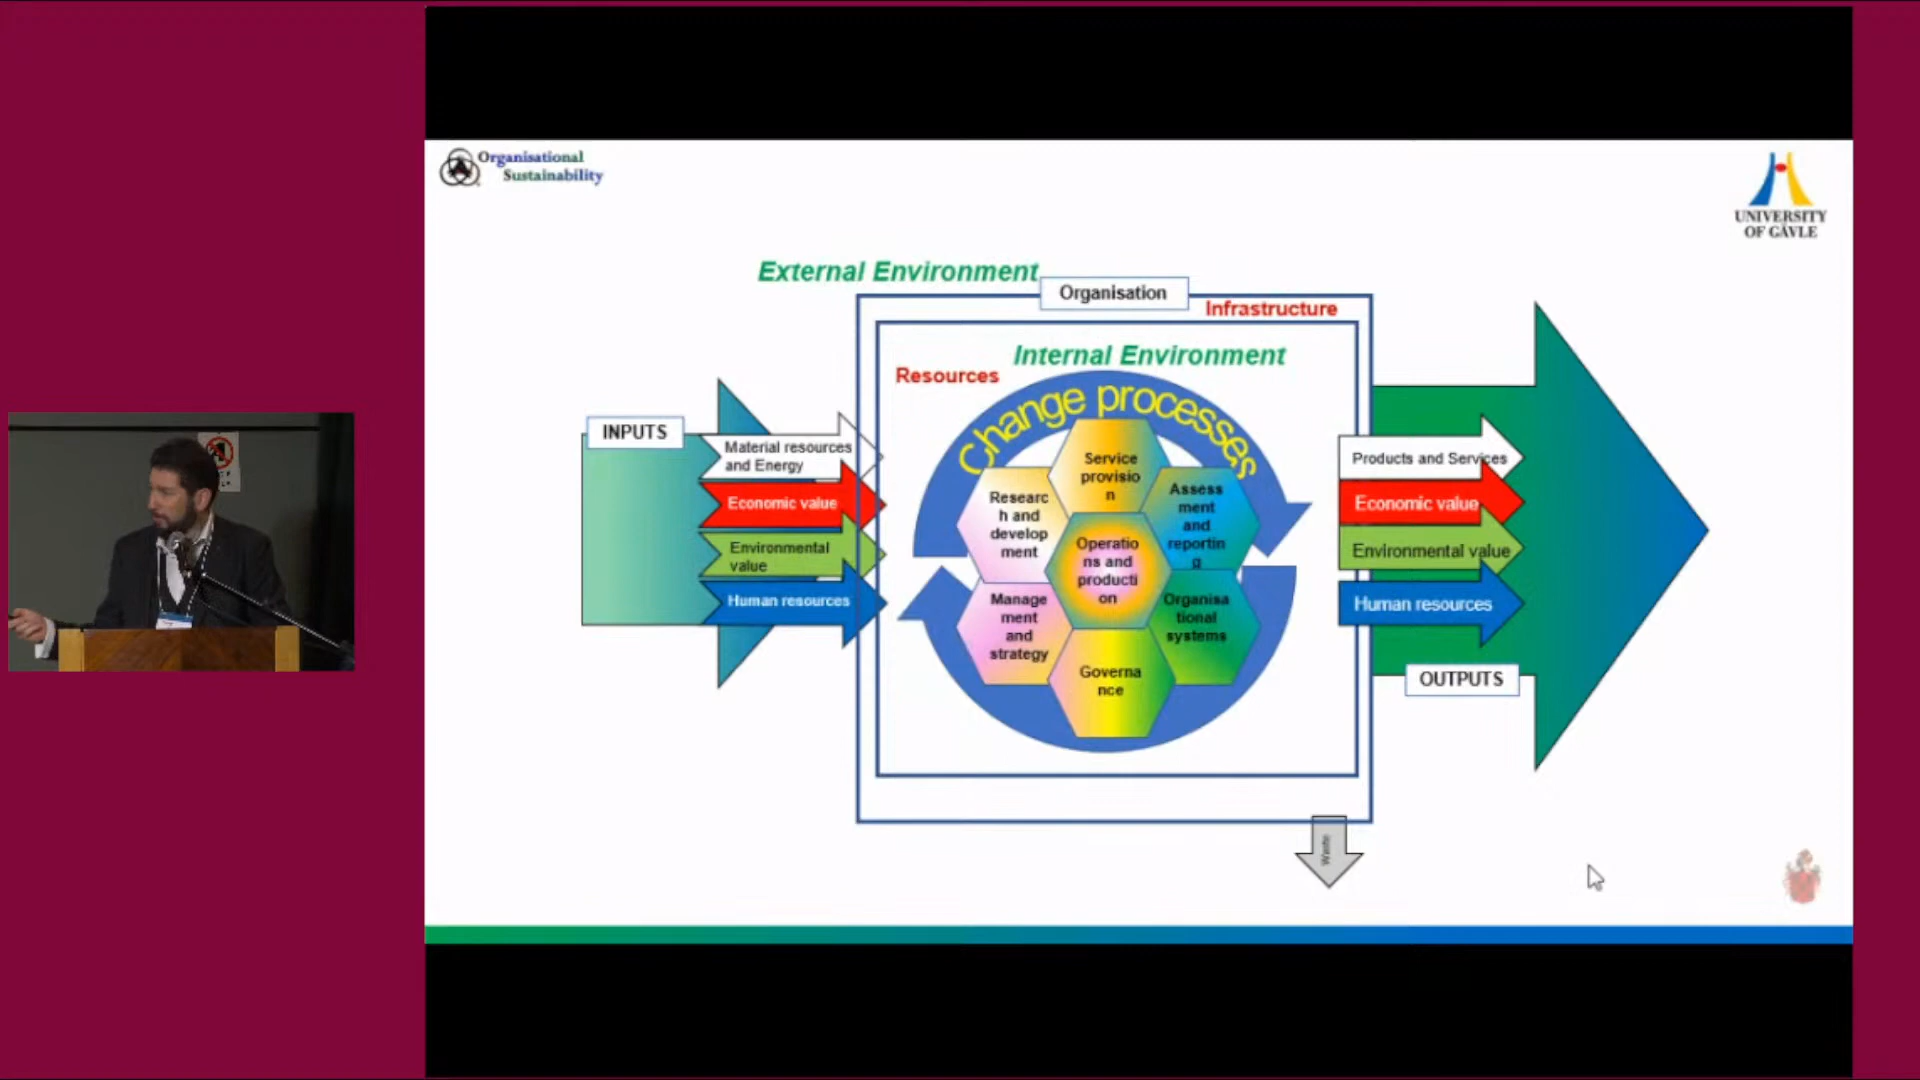 Organisational
Sustainability
UNIVERSITY
OF GÄVLE
External Environment
Organisation
Infrastructure
Internal Environment
Resources
Change processes
INPUTS
Material resources
and Energy
Economic value
Environmental
value
Human resources
Service
provisio
n
Researc
h and
develop
ment
Assess
ment
and
reportin
g
Operatio
ns and
producti
on
Manage
ment
and
strategy
Organisa
tional
systems
Governa
nce
Products and Services
Economic value
Environmental value
Human resources
OUTPUTS
Waste